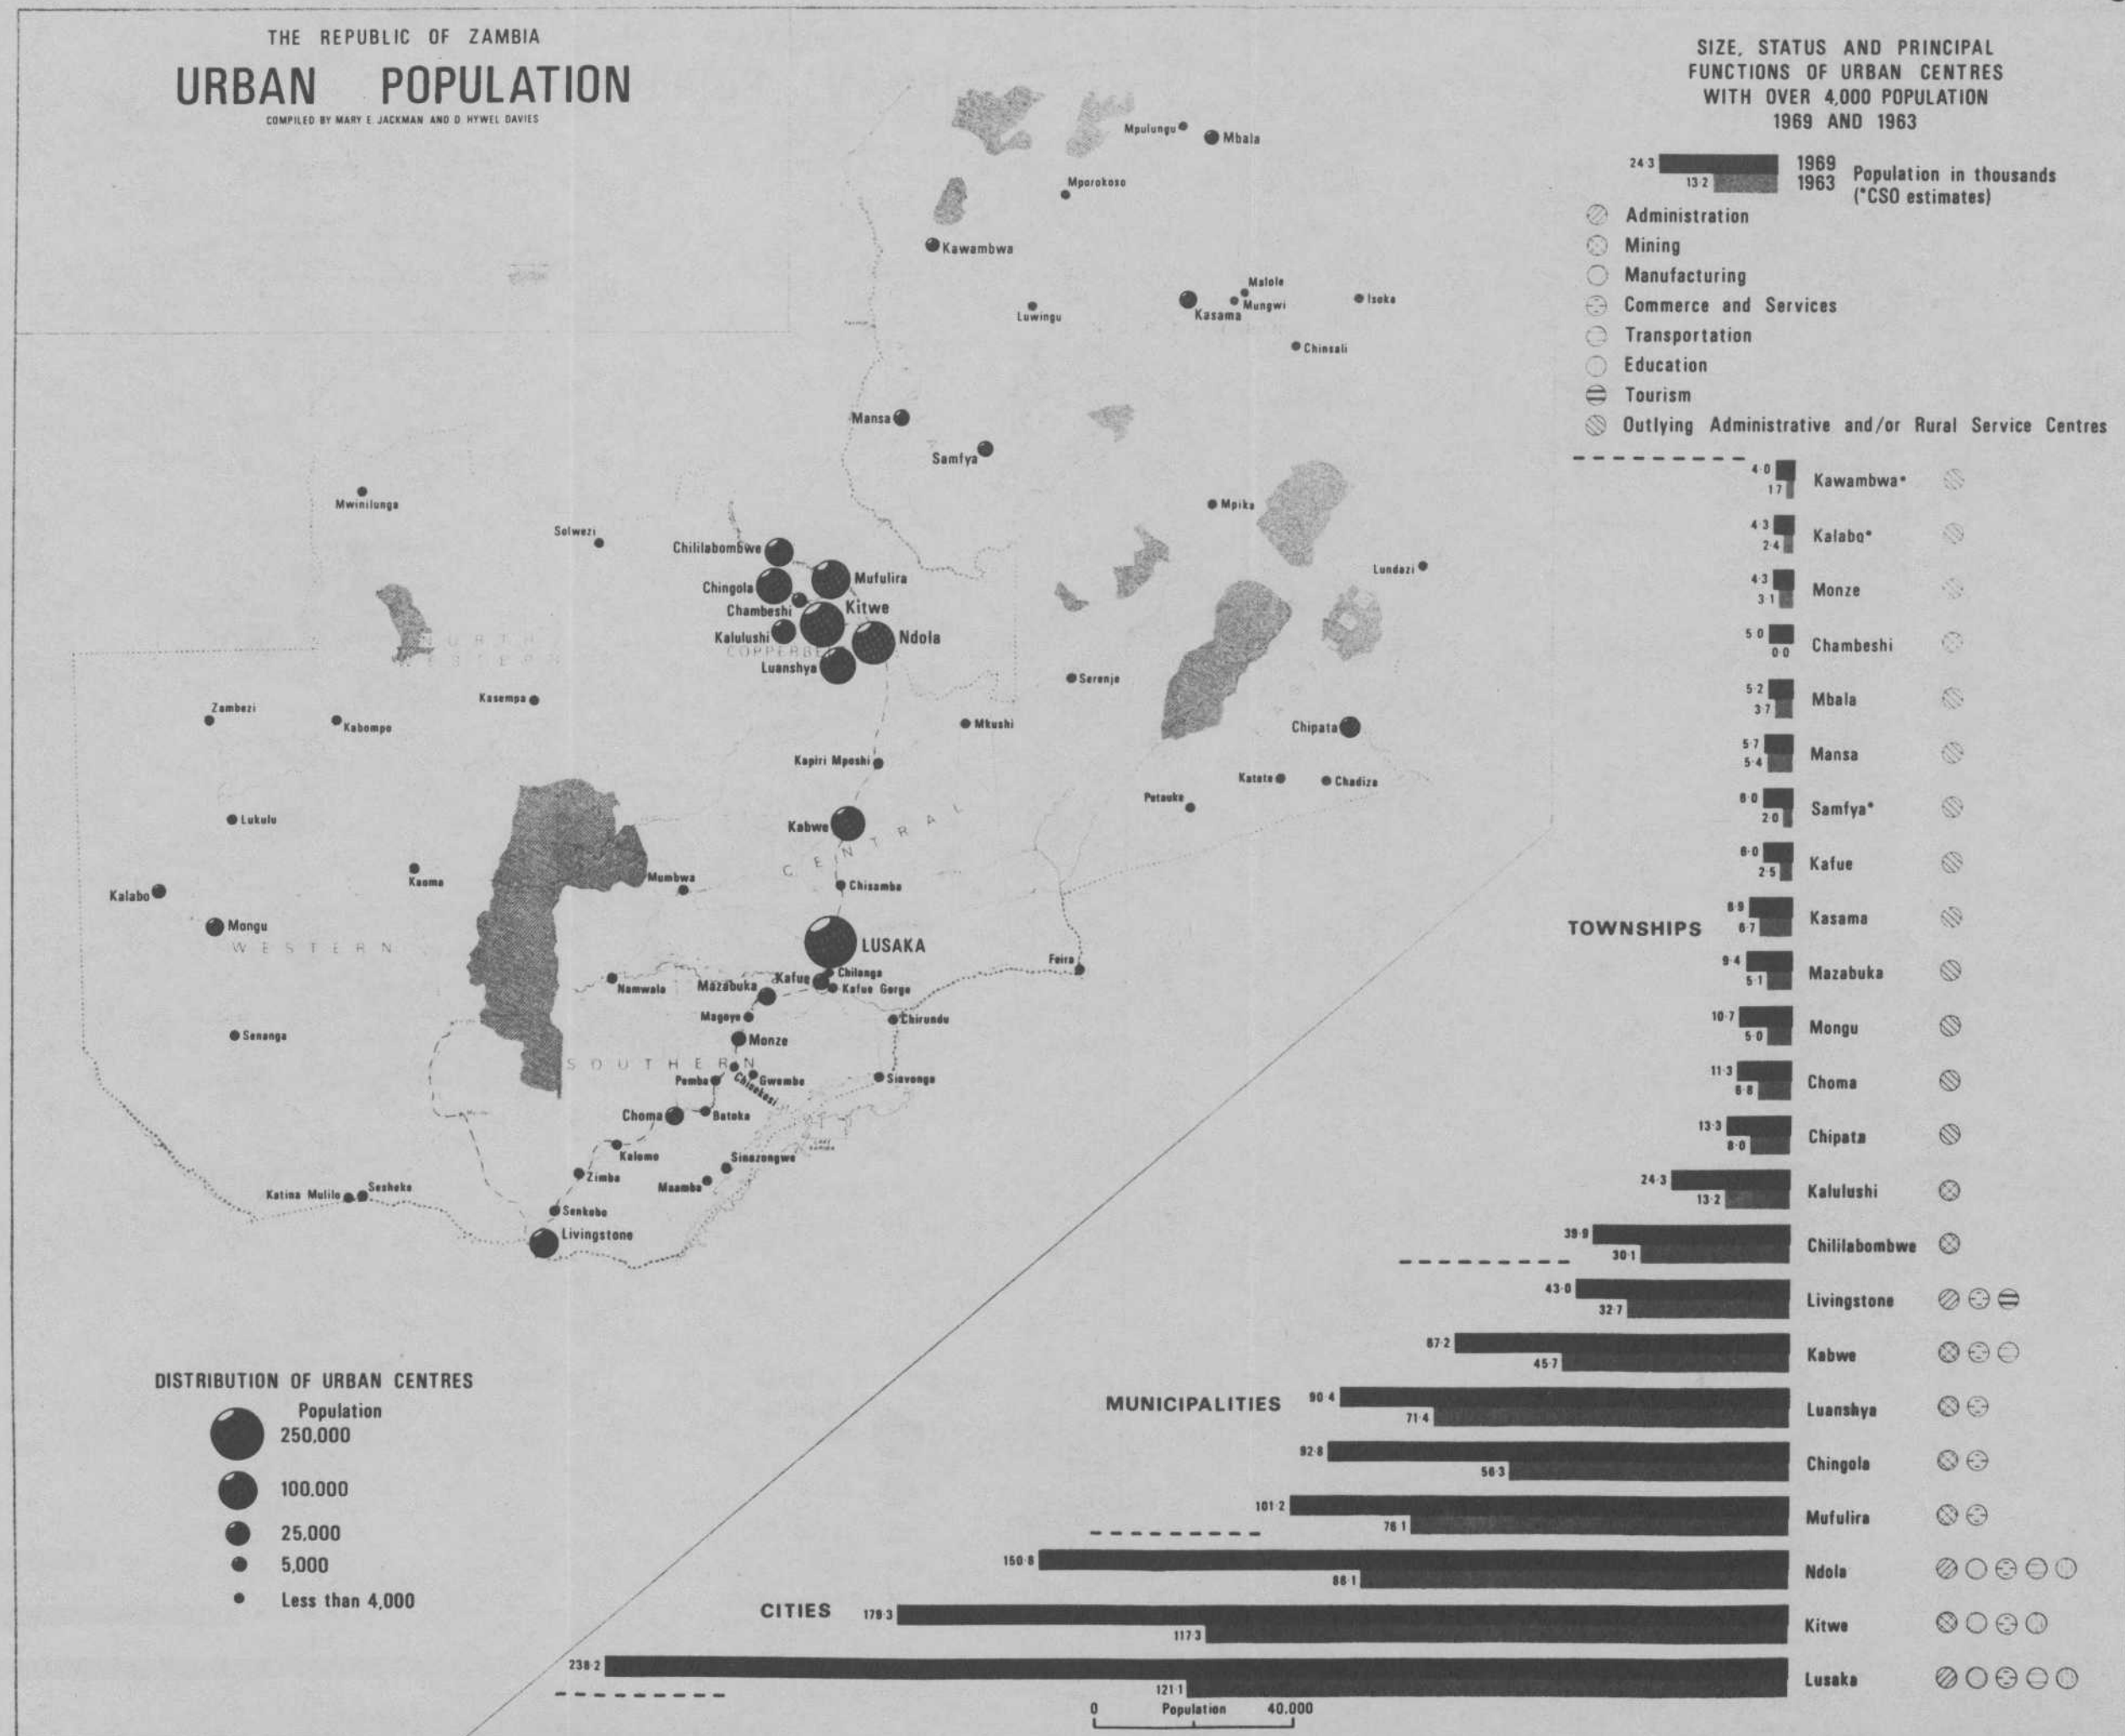 THE REPUBLIC OF ZAMBIA
URBAN POPULATION
COMPILED BY MARY E. JACKMAN AND D HYWEL DAVIES
SIZE, STATUS AND PRINCIPAL
FUNCTIONS OF URBAN CENTRES
WITH OVER 4,000 POPULATION
1969 AND 1963
24·3 1969
13·2 1963
Population in thousands
(*CSO estimates)
Administration
Mining
Manufacturing
Commerce and Services
Transportation
Education
Tourism
Outlying Administrative and/or Rural Service Centres
Mpulungu
Mbala
Mporokoso
Kawambwa
Luwingu
Malole
Mungwi
Kasama
Isoka
Chinsali
Mansa
Samfya
Mpika
Mwinilunga
Solwezi
Chililabombwe
Mufulira
Chingola
Chambeshi
Kitwe
Kalulushi
Ndola
COPPERBE
Luanshya
Lundazi
Serenje
Kasempa
Zambezi
Kabompo
Mkushi
Chipata
Kapiri Mposhi
Katete
Chadiza
Petauke
Lukulu
Kabwe
CENTRAL
Kaoma
Mumbwa
Chisamba
Kalabo
Mongu
WESTERN
LUSAKA
Feira
Chilanga
Kafue
Kafue Gorge
Namwala
Mazabuka
Magoye
Chirundu
Senanga
Monze
SOUTHERN
Pemba
Chisekesi
Gwembe
Siavonga
Choma
Batoka
Kalomo
LAKE
KARIBA
Sinazongwe
Zimba
Maamba
Katima Mulilo
Sesheke
Senkobo
Livingstone
DISTRIBUTION OF URBAN CENTRES
Population
250,000
100,000
25,000
5,000
Less than 4,000
TOWNSHIPS
4·0
1·7 Kawambwa*
4·3
2·4 Kalabo*
4·3
3·1 Monze
5·0
0·0 Chambeshi
5·2
3·7 Mbala
5·7
5·4 Mansa
6·0
2·0 Samfya*
6·0
2·5 Kafue
8·9
6·7 Kasama
9·4
5·1 Mazabuka
10·7
5·0 Mongu
11·3
6·8 Choma
13·3
8·0 Chipata
24·3
13·2 Kalulushi
39·9
30·1 Chililabombwe
MUNICIPALITIES
43·0
32·7 Livingstone
67·2
45·7 Kabwe
90·4
71·4 Luanshya
92·8
56·3 Chingola
101·2
76·1 Mufulira
CITIES
150·8
86·1 Ndola
179·3
117·3 Kitwe
238·2
121·1 Lusaka
0 Population 40,000